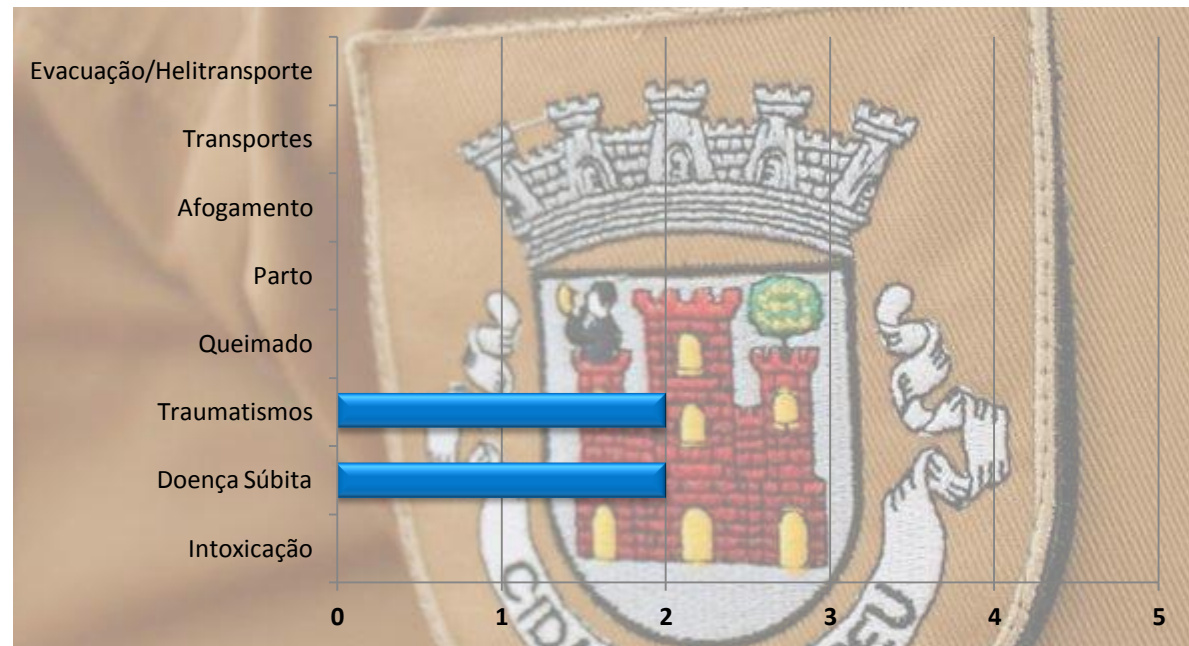 Evacuação/Helitransporte
Transportes
Afogamento
Parto
Queimado
Traumatismos
Doença Súbita
Intoxicação
0 1 2 3 4 5